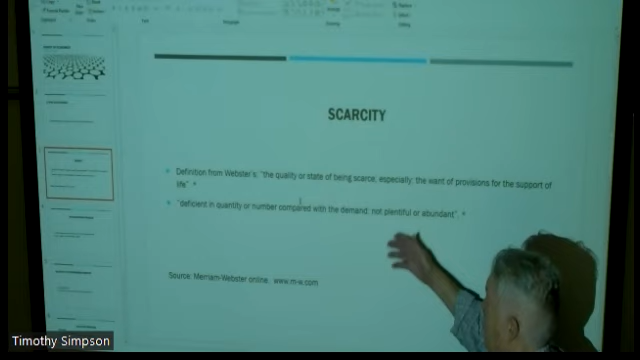 SCARCITY
Definition from Webster's: "the quality or state of being scarce; especially: the want of provisions for the support of
life" *
"deficient in quantity or number compared with the demand: not plentiful or abundant". *
Source: Merriam-Webster online. www.m-w.com
Timothy Simpson